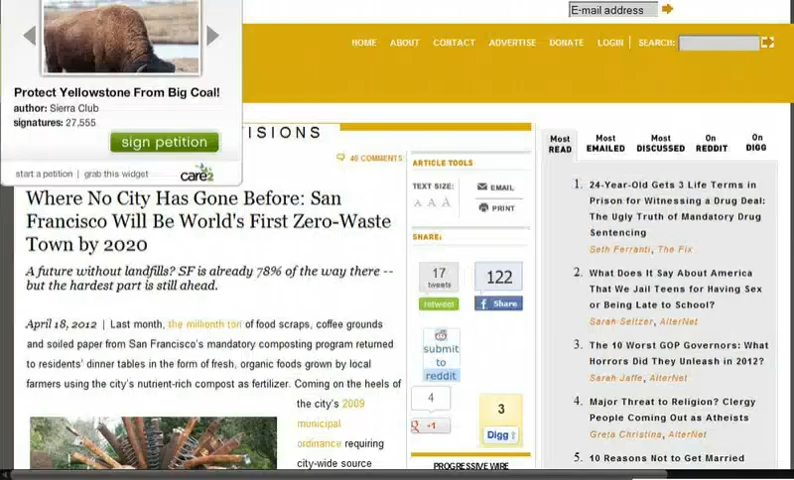 E-mail address
HOME ABOUT CONTACT ADVERTISE DONATE LOGIN | SEARCH:
Protect Yellowstone From Big Coal!
author: Sierra Club
signatures: 27,555
sign petition
start a petition | grab this widget
care2
VISIONS
40 COMMENTS
Where No City Has Gone Before: San
Francisco Will Be World's First Zero-Waste
Town by 2020
A future without landfills? SF is already 78% of the way there --
but the hardest part is still ahead.
April 18, 2012 | Last month, the millionth ton of food scraps, coffee grounds
and soiled paper from San Francisco's mandatory composting program returned
to residents' dinner tables in the form of fresh, organic foods grown by local
farmers using the city's nutrient-rich compost as fertilizer. Coming on the heels of
the city's 2009
municipal
ordinance requiring
city-wide source
ARTICLE TOOLS
TEXT SIZE:
A A A
EMAIL
PRINT
SHARE:
17
tweets
retweet
122
Share
submit
to
reddit
4
+1
3
Digg
PROGRESSIVE WIRE
Most READ
Most EMAILED
Most DISCUSSED
On REDDIT
On DIGG
1. 24-Year-Old Gets 3 Life Terms in
Prison for Witnessing a Drug Deal:
The Ugly Truth of Mandatory Drug
Sentencing
Seth Ferranti, The Fix
2. What Does It Say About America
That We Jail Teens for Having Sex
or Being Late to School?
Sarah Seltzer, AlterNet
3. The 10 Worst GOP Governors: What
Horrors Did They Unleash in 2012?
Sarah Jaffe, AlterNet
4. Major Threat to Religion? Clergy
People Coming Out as Atheists
Greta Christina, AlterNet
5. 10 Reasons Not to Get Married